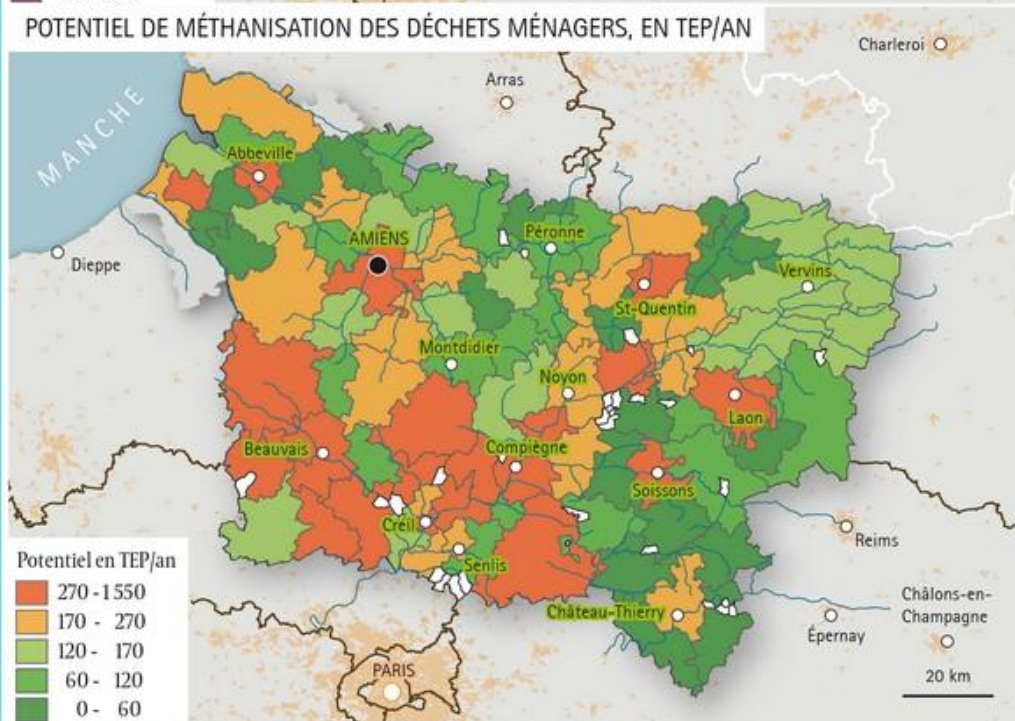 POTENTIEL DE MÉTHANISATION DES DÉCHETS MÉNAGERS, EN TEP/AN
Charleroi
Arras
MANCHE
Abbeville
AMIENS
Péronne
Dieppe
Vervins
St-Quentin
Montdidier
Noyon
Laon
Beauvais
Compiègne
Soissons
Creil
Reims
Senlis
Potentiel en TEP/an
270 - 1 550
170 - 270
120 - 170
60 - 120
0 - 60
Château-Thierry
Châlons-en-
Champagne
Épernay
PARIS
20 km